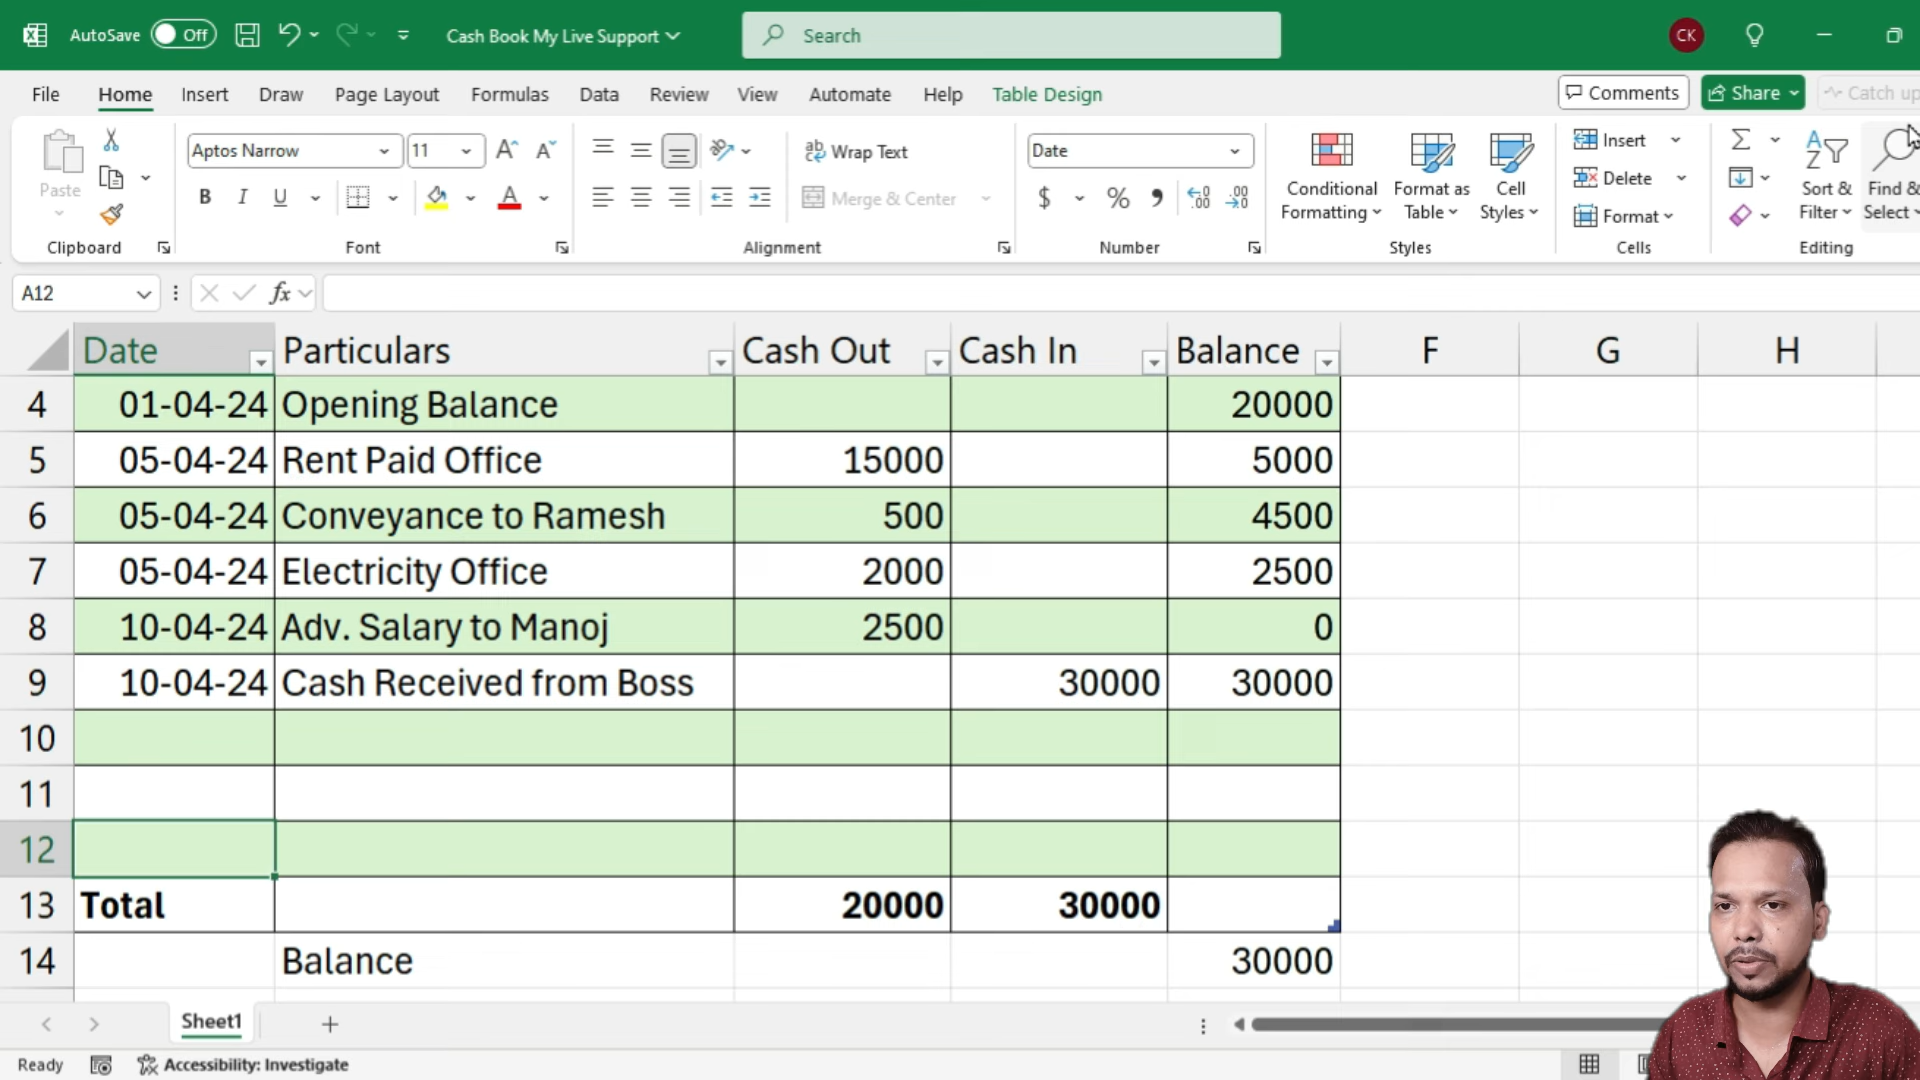 AutoSave Off Cash Book My Live Support Search CK
File Home Insert Draw Page Layout Formulas Data Review View Automate Help Table Design Comments Share Catch up
Paste Aptos Narrow 11 Wrap Text Date Conditional Formatting Format as Table Cell Styles Insert Sort & Filter Find & Select
B I U Merge & Center $ % Delete
Format
Clipboard Font Alignment Number Styles Cells Editing
A12 fx
Date Particulars Cash Out Cash In Balance F G H
4 01-04-24 Opening Balance 20000
5 05-04-24 Rent Paid Office 15000 5000
6 05-04-24 Conveyance to Ramesh 500 4500
7 05-04-24 Electricity Office 2000 2500
8 10-04-24 Adv. Salary to Manoj 2500 0
9 10-04-24 Cash Received from Boss 30000 30000
10
11
12
13 Total 20000 30000
14 Balance 30000
Sheet1
Ready Accessibility: Investigate